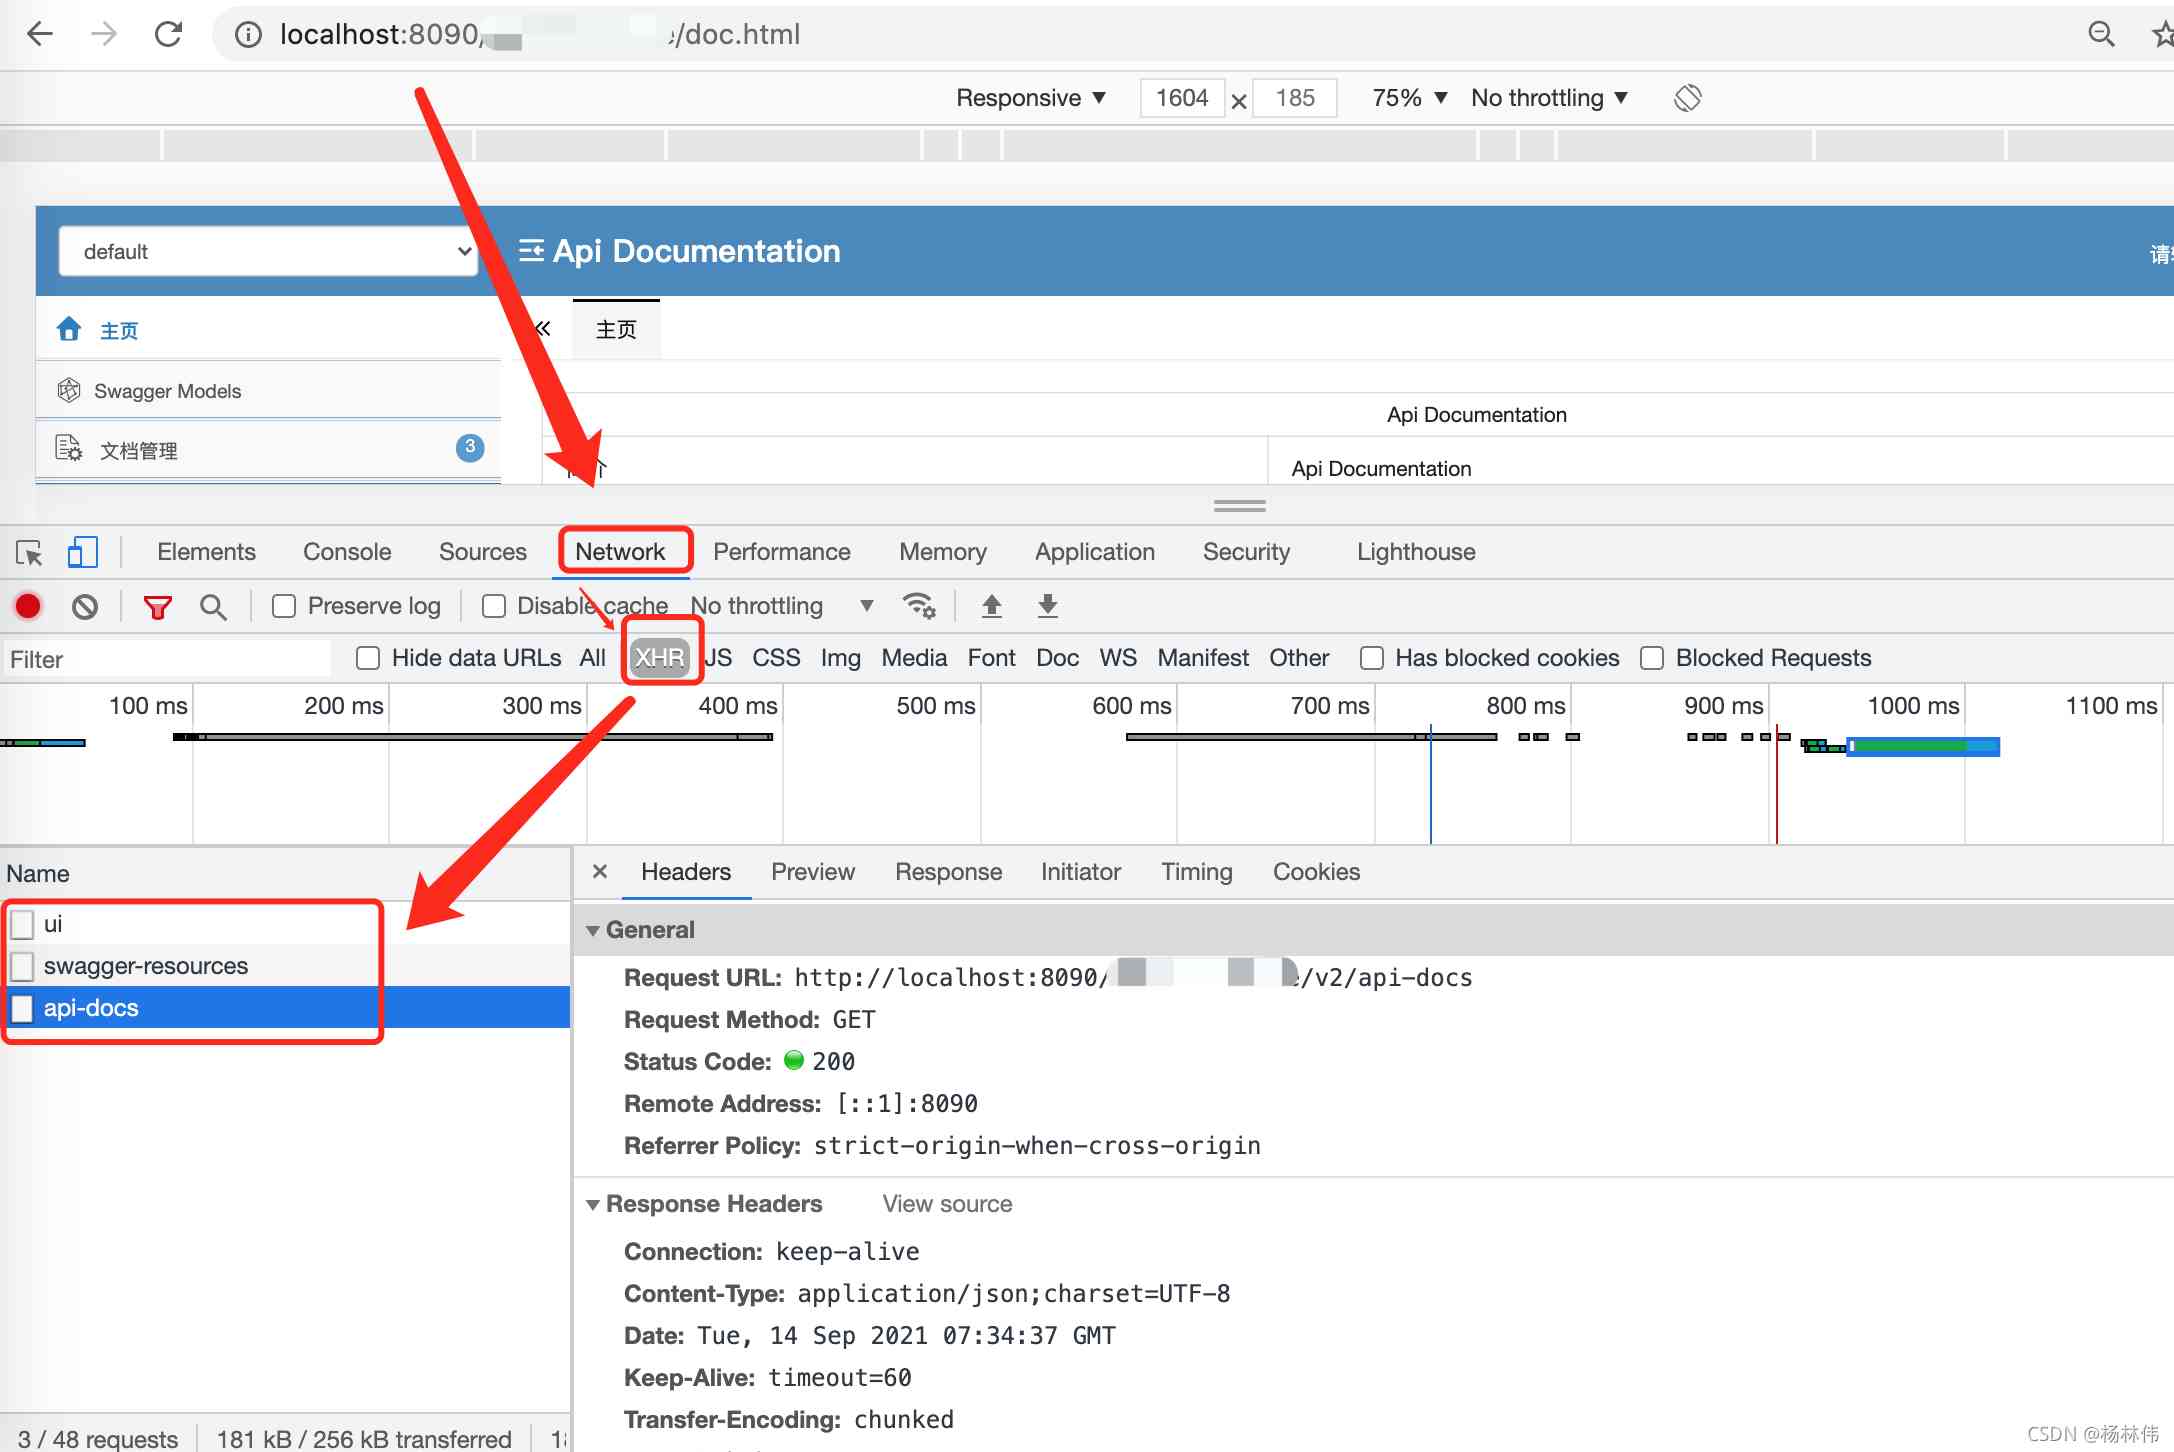 localhost:8090/ e/doc.html
Responsive 1604 × 185 75% No throttling
default Api Documentation
主页 « 主页
Swagger Models
Api Documentation
文档管理 3
Api Documentation
Elements Console Sources Network Performance Memory Application Security Lighthouse
Preserve log Disable cache No throttling
Filter Hide data URLs All XHR JS CSS Img Media Font Doc WS Manifest Other Has blocked cookies Blocked Requests
100 ms 200 ms 300 ms 400 ms 500 ms 600 ms 700 ms 800 ms 900 ms 1000 ms 1100 ms
Name × Headers Preview Response Initiator Timing Cookies
ui
swagger-resources
api-docs
General
Request URL: http://localhost:8090/ /v2/api-docs
Request Method: GET
Status Code: 200
Remote Address: [::1]:8090
Referrer Policy: strict-origin-when-cross-origin
Response Headers View source
Connection: keep-alive
Content-Type: application/json;charset=UTF-8
Date: Tue, 14 Sep 2021 07:34:37 GMT
Keep-Alive: timeout=60
Transfer-Encoding: chunked
3 / 48 requests 181 kB / 256 kB transferred
CSDN @杨林伟